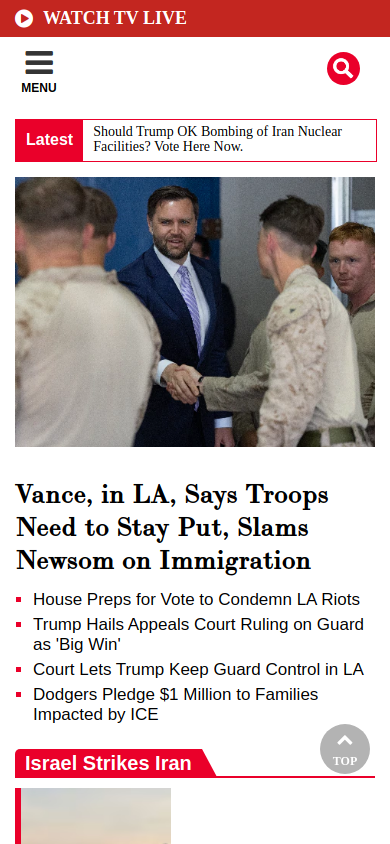 WATCH TV LIVE
MENU
Latest
Should Trump OK Bombing of Iran Nuclear
Facilities? Vote Here Now.
Vance, in LA, Says Troops
Need to Stay Put, Slams
Newsom on Immigration
House Preps for Vote to Condemn LA Riots
Trump Hails Appeals Court Ruling on Guard
as 'Big Win'
Court Lets Trump Keep Guard Control in LA
Dodgers Pledge $1 Million to Families
Impacted by ICE
TOP
Israel Strikes Iran